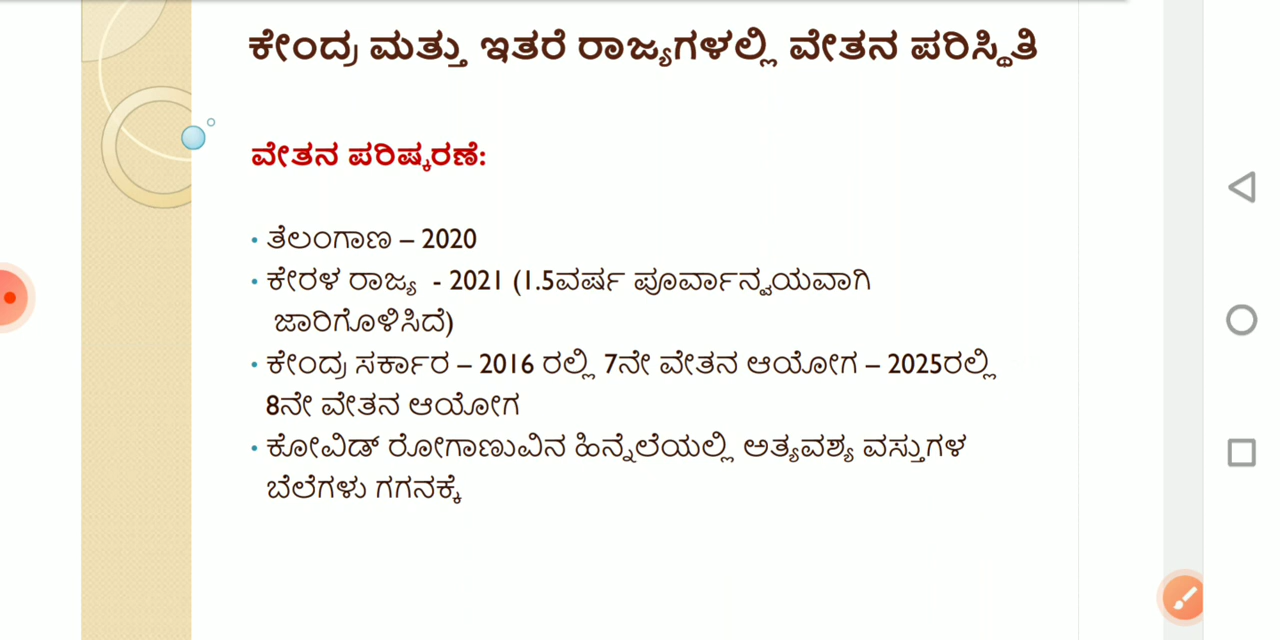 ಕೇಂದ್ರ ಮತ್ತು ಇತರೆ ರಾಜ್ಯಗಳಲ್ಲಿ ವೇತನ ಪರಿಸ್ಥಿತಿ
ವೇತನ ಪರಿಷ್ಕರಣೆ:
• ತೆಲಂಗಾಣ – 2020
• ಕೇರಳ ರಾಜ್ಯ - 2021 (1.5ವರ್ಷ ಪೂರ್ವಾನ್ವಯವಾಗಿ
ಜಾರಿಗೊಳಿಸಿದೆ)
• ಕೇಂದ್ರ ಸರ್ಕಾರ – 2016 ರಲ್ಲಿ 7ನೇ ವೇತನ ಆಯೋಗ – 2025ರಲ್ಲಿ
8ನೇ ವೇತನ ಆಯೋಗ
• ಕೋವಿಡ್ ರೋಗಾಣುವಿನ ಹಿನ್ನೆಲೆಯಲ್ಲಿ ಅತ್ಯವಶ್ಯ ವಸ್ತುಗಳ
ಬೆಲೆಗಳು ಗಗನಕ್ಕೆ